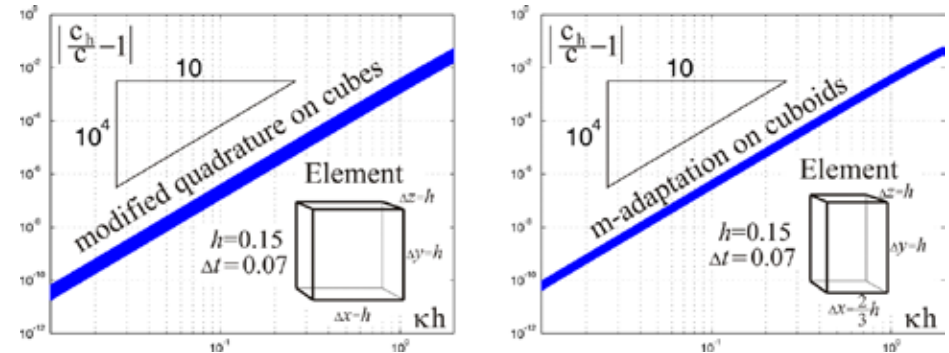 10⁰
10⁻²
10⁻⁴
10⁻⁶
10⁻⁸
10⁻¹⁰
10⁻¹²
|c_h/c −1|
10
10⁴
modified quadrature on cubes
Element
Δz=h
h=0.15
Δy=h
Δt=0.07
Δx=h
κh
10⁻¹
10⁰
10⁰
10⁻²
10⁻⁴
10⁻⁶
10⁻⁸
10⁻¹⁰
10⁻¹²
|c_h/c −1|
10
10⁴
m-adaptation on cuboids
Element
Δz=h
h=0.15
Δy=h
Δt=0.07
Δx=2/3h
κh
10⁻¹
10⁰